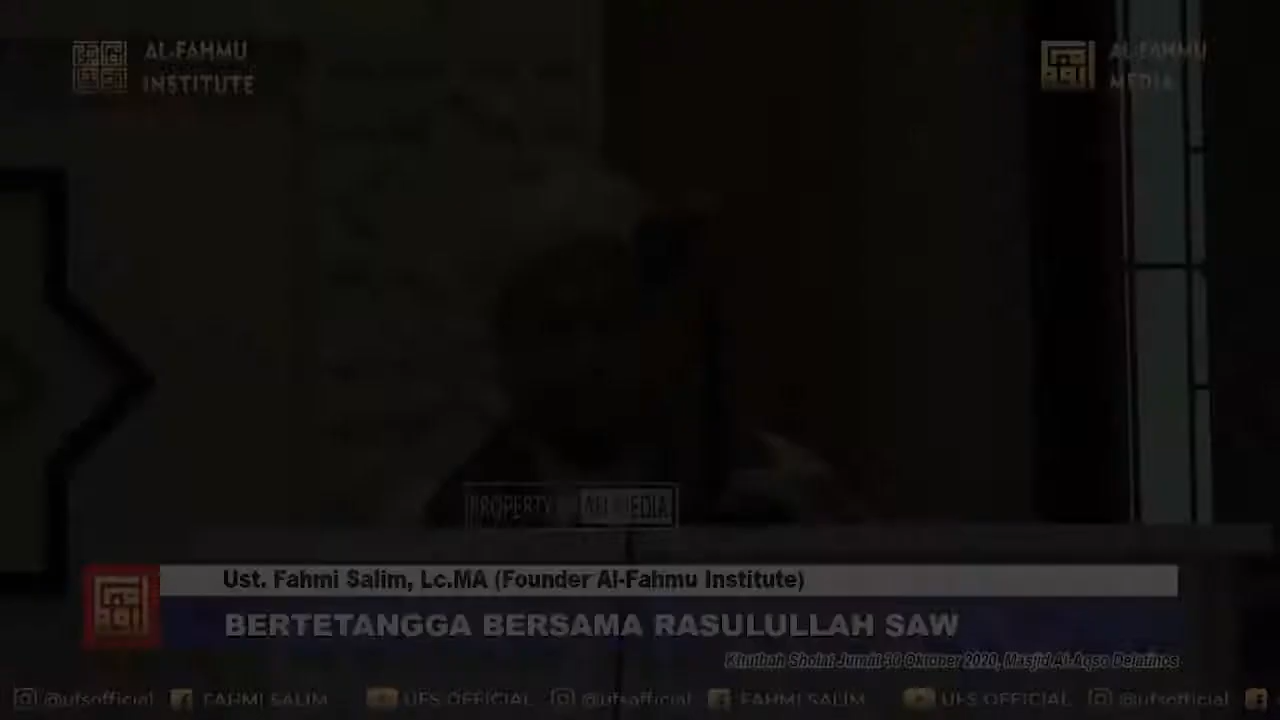 AL-FAHMU
INSTITUTE
AL-FAHMU
MEDIA
PROPERTY MEDIA
Ust. Fahmi Salim, Lc.MA (Founder Al-Fahmu Institute)
BERTETANGGA BERSAMA RASULULLAH SAW
Khutbah Sholat Jumat 30 Oktober 2020, Masjid Al-Aqso Delatinos
@ufsofficial FAHMI SALIM UFS OFFICIAL @ufsofficial FAHMI SALIM UFS OFFICIAL @ufsofficial